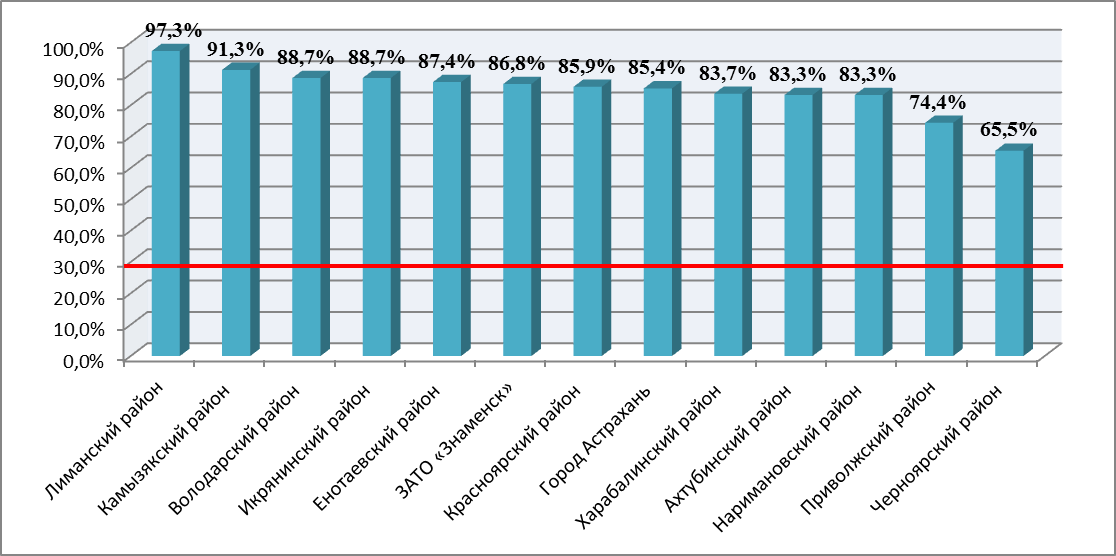 97,3%
91,3%
88,7%
88,7%
87,4%
86,8%
85,9%
85,4%
83,7%
83,3%
83,3%
74,4%
65,5%
100,0%
90,0%
80,0%
70,0%
60,0%
50,0%
40,0%
30,0%
20,0%
10,0%
0,0%
Лиманский район
Камызякский район
Володарский район
Икрянинский район
Енотаевский район
ЗАТО «Знаменск»
Красноярский район
Город Астрахань
Харабалинский район
Ахтубинский район
Наримановский район
Приволжский район
Черноярский район